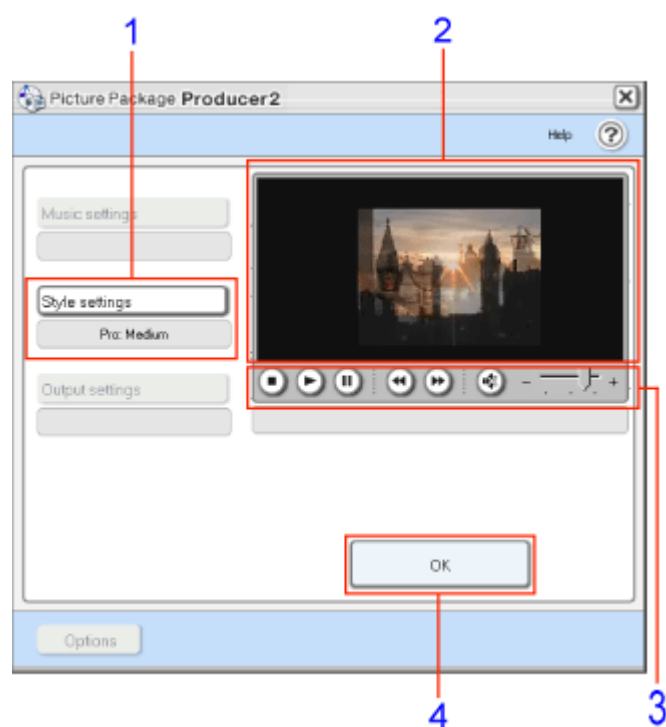 1
2
Picture Package Producer2
Help ?
Music settings
Style settings
Pro: Medium
Output settings
- +
3
OK
Options
4